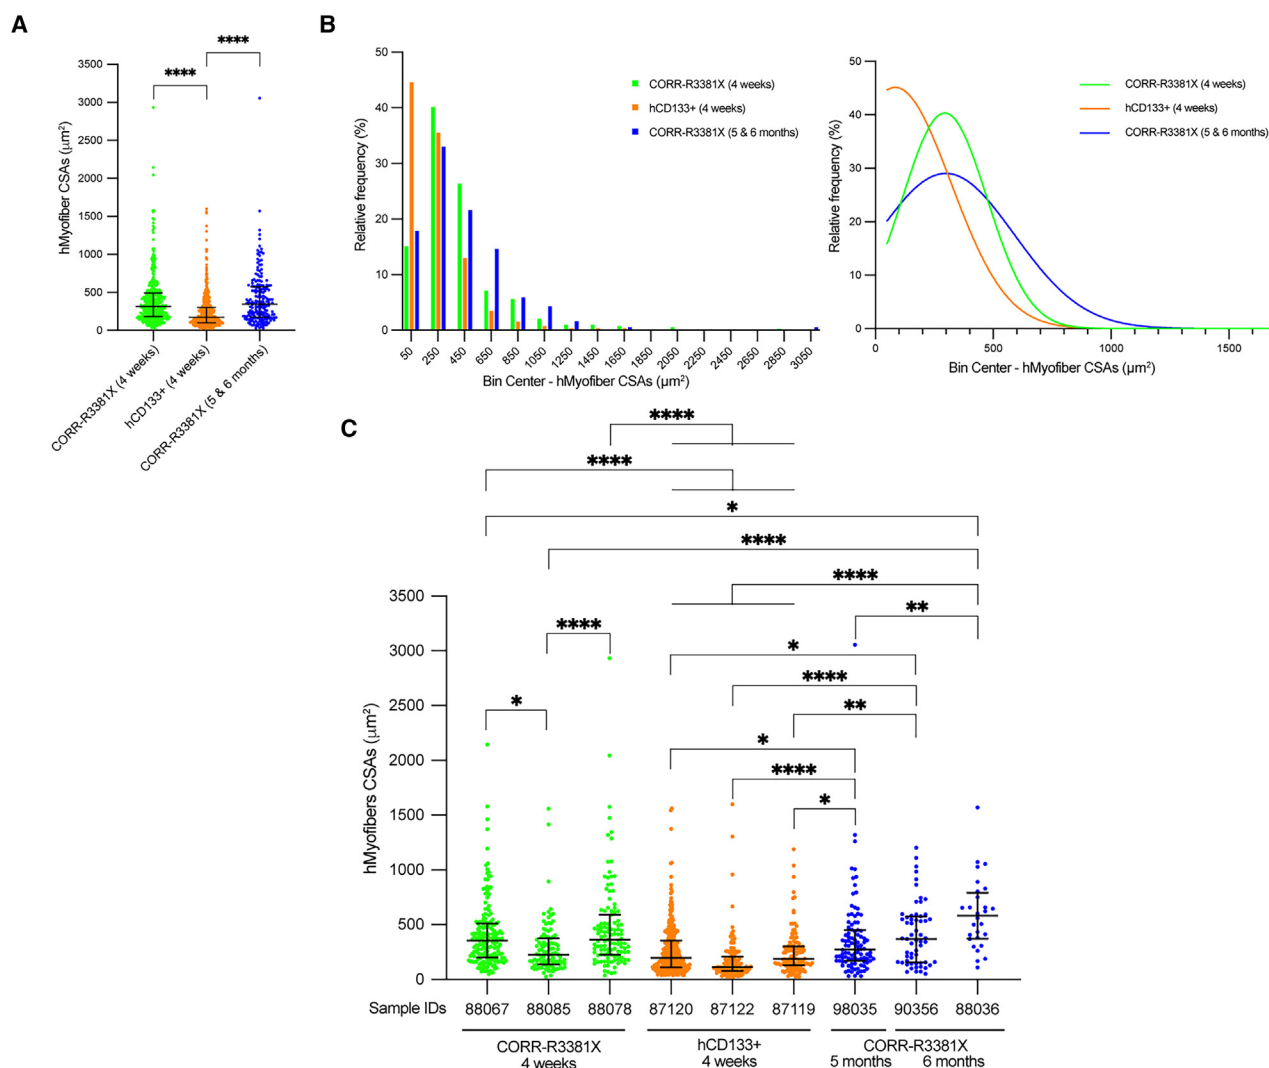 A
****
****
3500
3000
2500
2000
1500
1000
500
0
hMyofiber CSAs (µm²)
CORR-R3381X (4 weeks)
hCD133+ (4 weeks)
CORR-R3381X (5 & 6 months)
B
50
40
30
20
10
0
Relative frequency (%)
CORR-R3381X (4 weeks)
hCD133+ (4 weeks)
CORR-R3381X (5 & 6 months)
50 250 450 650 850 1050 1250 1450 1650 1850 2050 2250 2450 2650 2850 3050
Bin Center - hMyofiber CSAs (µm²)
50
40
30
20
10
0
Relative frequency (%)
CORR-R3381X (4 weeks)
hCD133+ (4 weeks)
CORR-R3381X (5 & 6 months)
0 500 1000 1500
Bin Center - hMyofiber CSAs (µm²)
C
****
****
*
****
****
**
****
*
****
*
**
*
****
*
3500
3000
2500
2000
1500
1000
500
0
hMyofibers CSAs (µm²)
Sample IDs 88067 88085 88078 87120 87122 87119 98035 90356 88036
CORR-R3381X hCD133+ CORR-R3381X
4 weeks 4 weeks 5 months 6 months